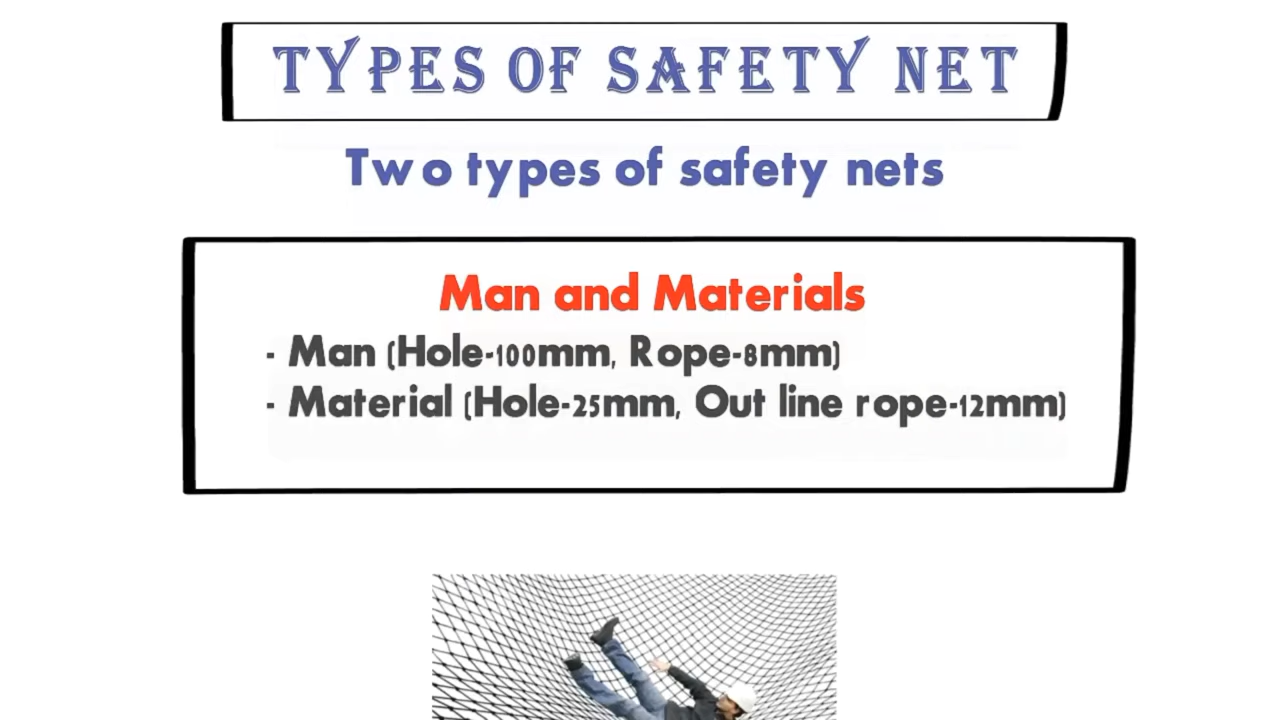 TYPES OF SAFETY NET
Two types of safety nets
Man and Materials
- Man (Hole-100mm, Rope-8mm)
- Material (Hole-25mm, Out line rope-12mm)